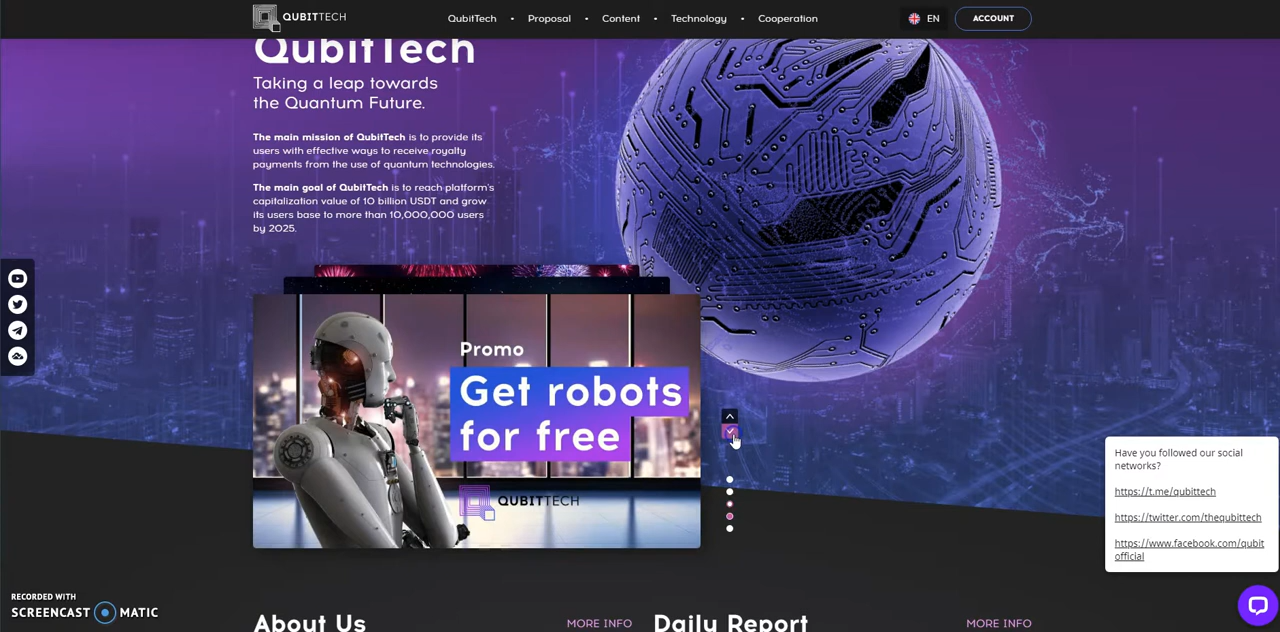 QUBITTECH
QubitTech • Proposal • Content • Technology • Cooperation
EN
ACCOUNT
QubitTech
Taking a leap towards
the Quantum Future.
The main mission of QubitTech is to provide its
users with effective ways to receive royalty
payments from the use of quantum technologies.
The main goal of QubitTech is to reach platform's
capitalization value of 10 billion USDT and grow
its users base to more than 10,000,000 users
by 2025.
Promo
Get robots
for free
QUBITTECH
Have you followed our social
networks?
https://t.me/qubittech
https://twitter.com/thequbittech
https://www.facebook.com/qubit
official
RECORDED WITH
SCREENCAST MATIC
About Us
MORE INFO
Daily Report
MORE INFO